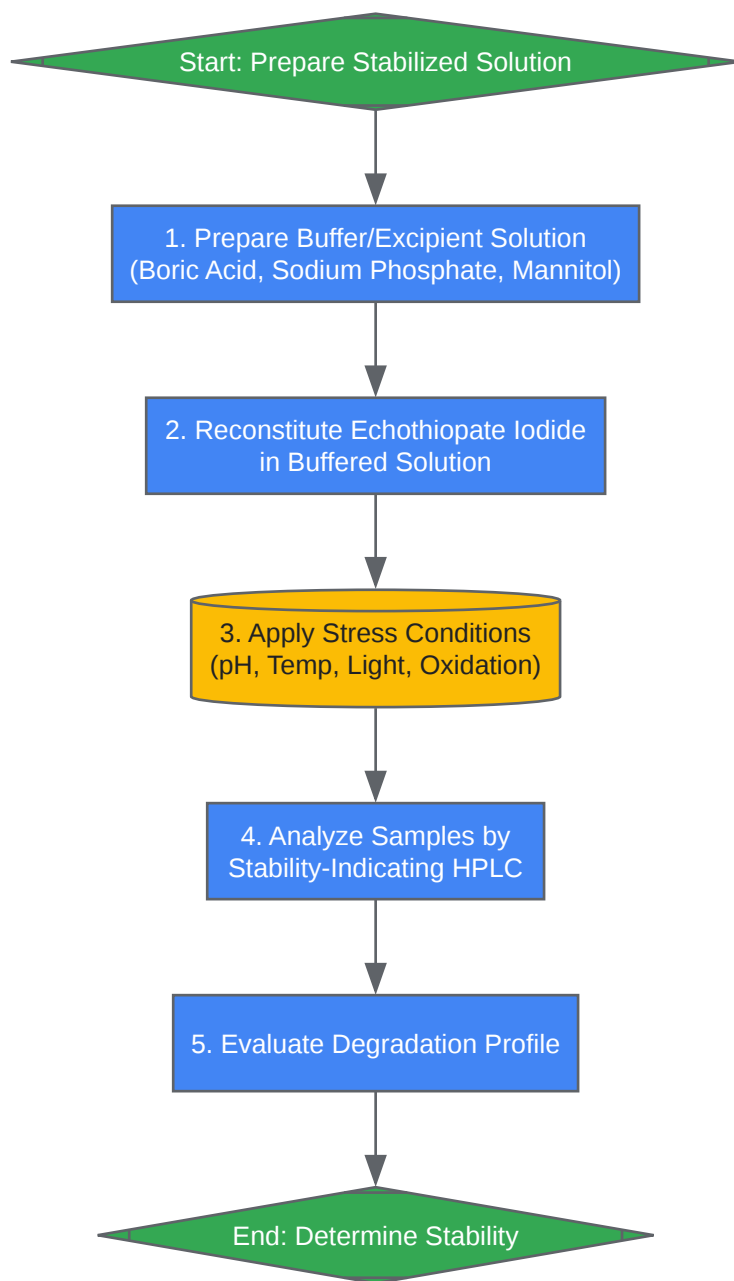 Start: Prepare Stabilized Solution
1. Prepare Buffer/Excipient Solution
(Boric Acid, Sodium Phosphate, Mannitol)
2. Reconstitute Echothiopate Iodide
in Buffered Solution
3. Apply Stress Conditions
(pH, Temp, Light, Oxidation)
4. Analyze Samples by
Stability-Indicating HPLC
5. Evaluate Degradation Profile
End: Determine Stability